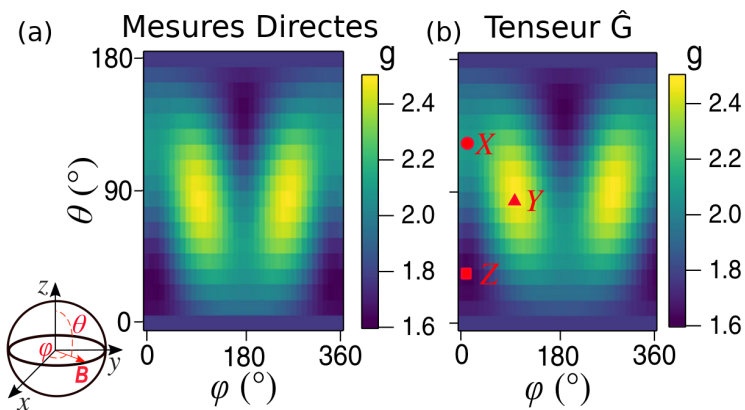 (a) Mesures Directes
(b) Tenseur Ĝ
180
90
0
θ (°)
0 180 360
φ (°)
g
2.4
2.2
2.0
1.8
1.6
X
Y
Z
0 180 360
φ (°)
g
2.4
2.2
2.0
1.8
1.6
z
θ
φ
B
y
x